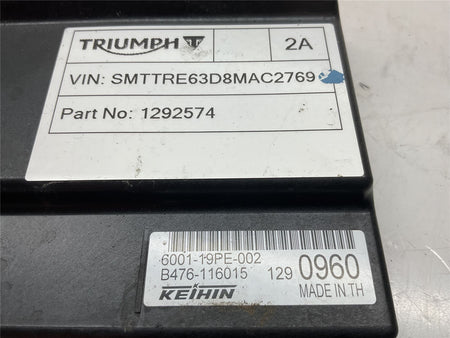 TRIUMPH 2A
VIN: SMTTRE63D8MAC2769
Part No: 1292574
6001-19PE-002
B476-116015 129 0960
KEIHIN MADE IN TH